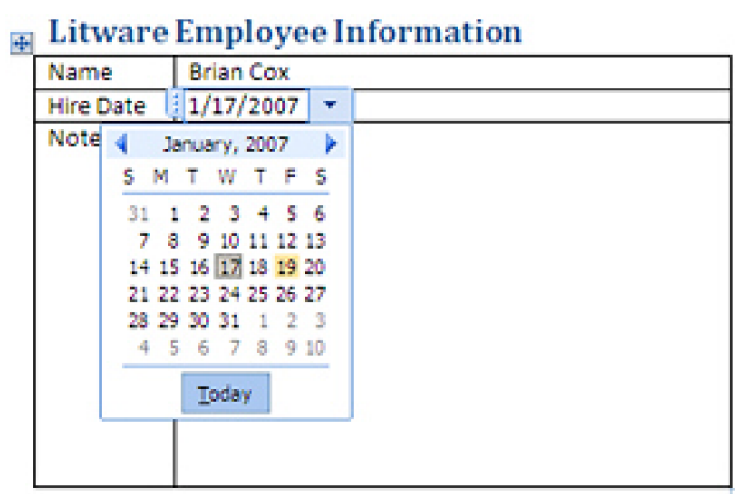 Litware Employee Information
Name Brian Cox
Hire Date 1/17/2007
Note
January, 2007
S M T W T F S
31 1 2 3 4 5 6
7 8 9 10 11 12 13
14 15 16 17 18 19 20
21 22 23 24 25 26 27
28 29 30 31 1 2 3
4 5 6 7 8 9 10
Today